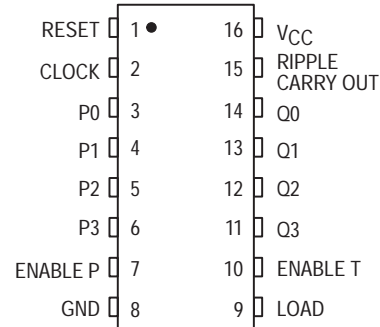 RESET 1 16 VCC
CLOCK 2 15 RIPPLE CARRY OUT
P0 3 14 Q0
P1 4 13 Q1
P2 5 12 Q2
P3 6 11 Q3
ENABLE P 7 10 ENABLE T
GND 8 9 LOAD